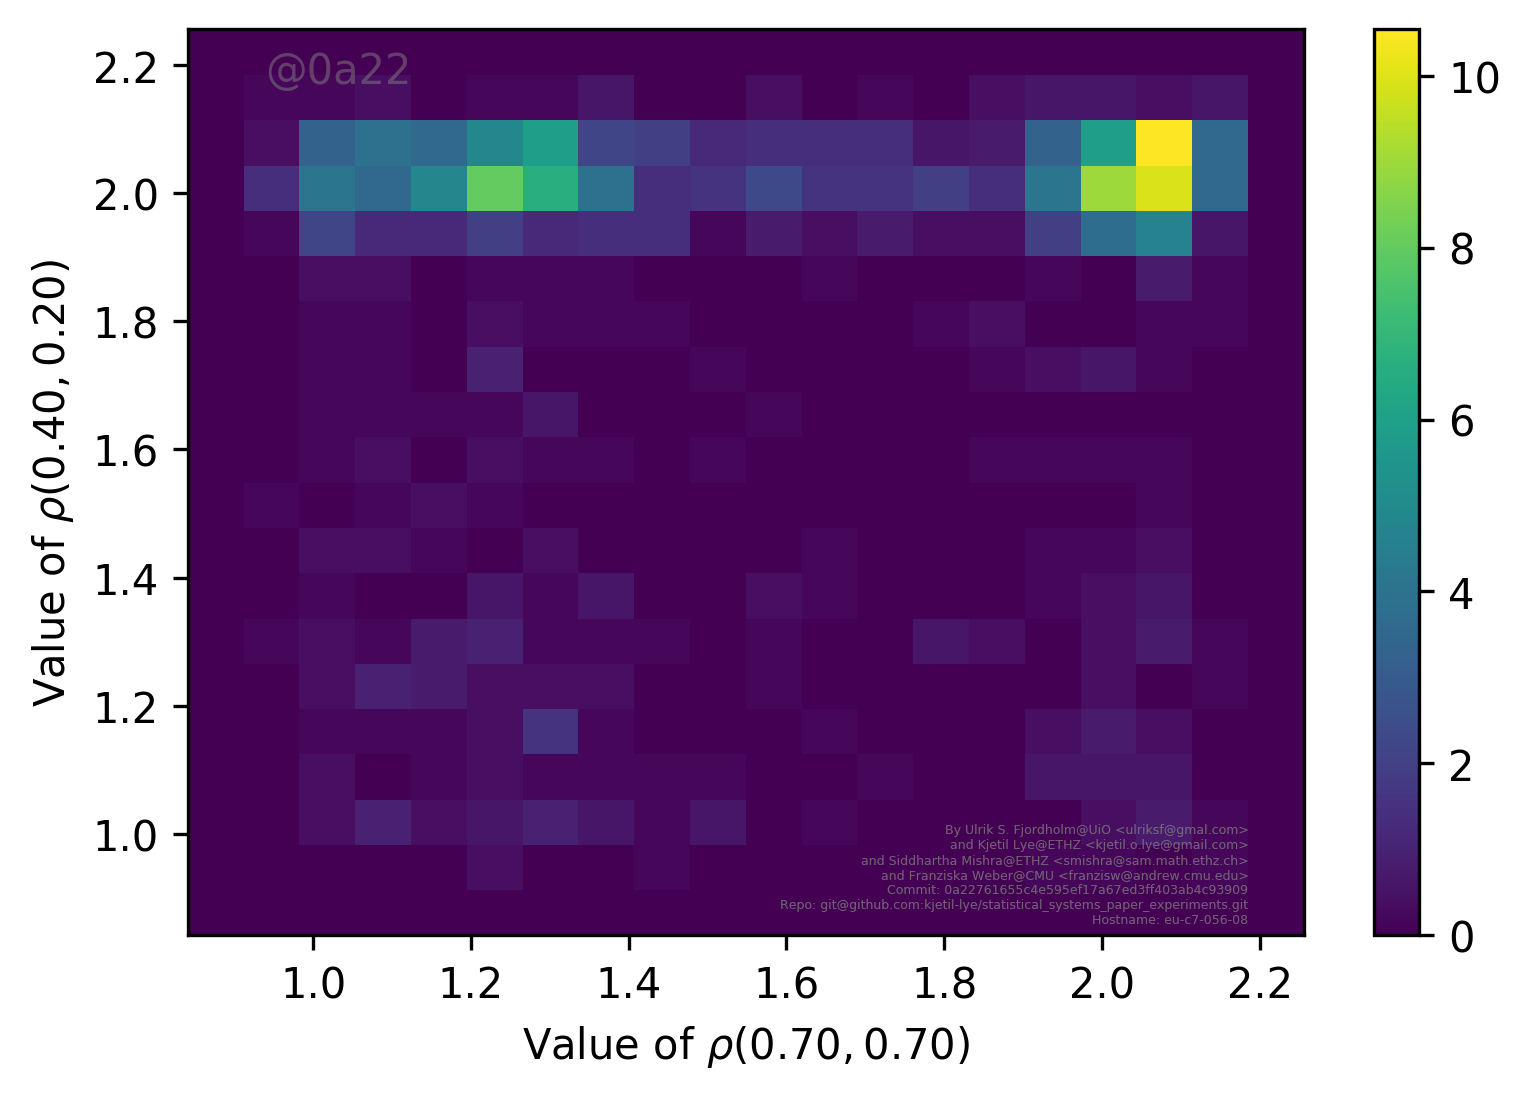 @0a22
2.2
2.0
1.8
1.6
1.4
1.2
1.0
Value of ρ(0.40, 0.20)
1.0 1.2 1.4 1.6 1.8 2.0 2.2
Value of ρ(0.70, 0.70)
10
8
6
4
2
0
By Ulrik S. Fjordholm@UiO <ulriksf@gmal.com>
and Kjetil Lye@ETHZ <kjetil.o.lye@gmail.com>
and Siddhartha Mishra@ETHZ <smishra@sam.math.ethz.ch>
and Franziska Weber@CMU <franzisw@andrew.cmu.edu>
Commit: 0a22761655c4e595ef17a67ed3ff403ab4c93909
Repo: git@github.com:kjetil-lye/statistical_systems_paper_experiments.git
Hostname: eu-c7-056-08